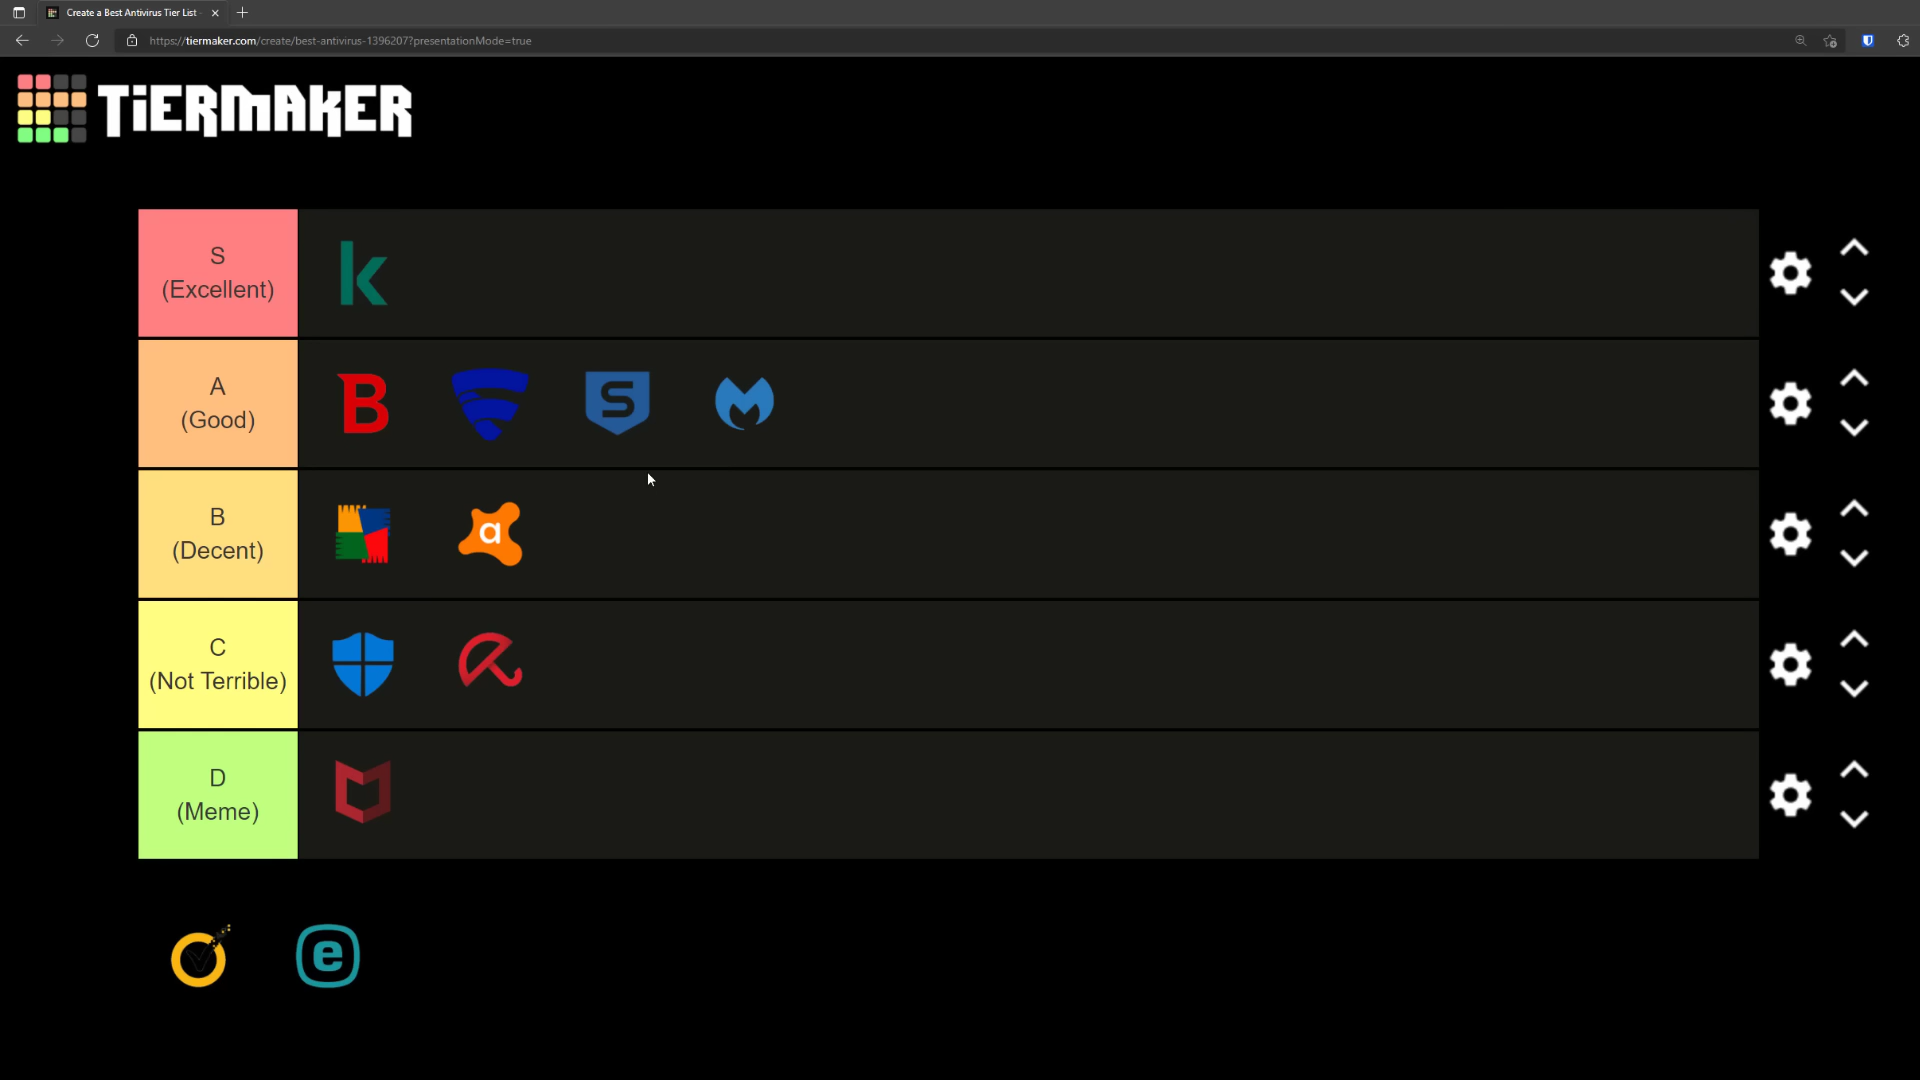 Create a Best Antivirus Tier List
https://tiermaker.com/create/best-antivirus-1396207?presentationMode=true
TiERMAKER
S
(Excellent)
k
A
(Good)
B
S
B
(Decent)
a
C
(Not Terrible)
D
(Meme)
e